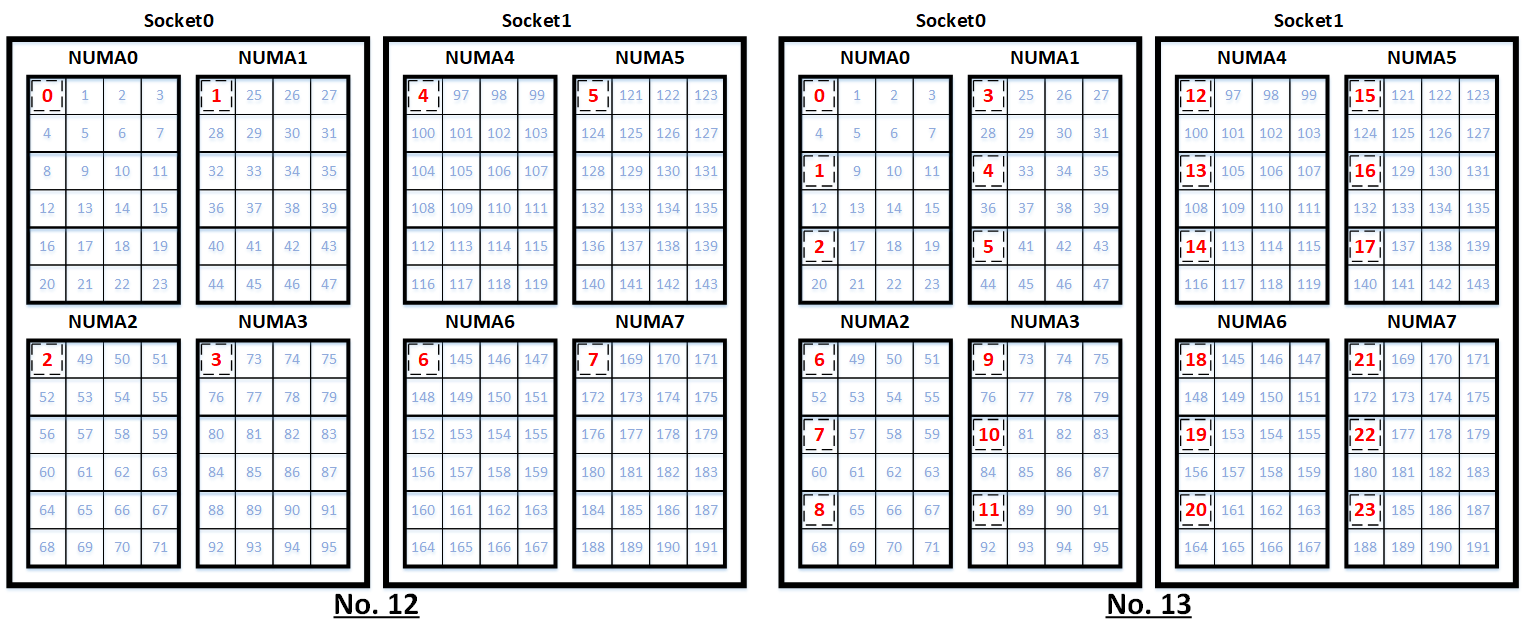 Socket0 Socket1 Socket0 Socket1
NUMA0 NUMA1 NUMA4 NUMA5 NUMA0 NUMA1 NUMA4 NUMA5
0 1 2 3 1 25 26 27 4 97 98 99 5 121 122 123 0 1 2 3 3 25 26 27 12 97 98 99 15 121 122 123
4 5 6 7 28 29 30 31 100 101 102 103 124 125 126 127 4 5 6 7 28 29 30 31 100 101 102 103 124 125 126 127
8 9 10 11 32 33 34 35 104 105 106 107 128 129 130 131 1 9 10 11 4 33 34 35 13 105 106 107 16 129 130 131
12 13 14 15 36 37 38 39 108 109 110 111 132 133 134 135 12 13 14 15 36 37 38 39 108 109 110 111 132 133 134 135
16 17 18 19 40 41 42 43 112 113 114 115 136 137 138 139 2 17 18 19 5 41 42 43 14 113 114 115 17 137 138 139
20 21 22 23 44 45 46 47 116 117 118 119 140 141 142 143 20 21 22 23 44 45 46 47 116 117 118 119 140 141 142 143
NUMA2 NUMA3 NUMA6 NUMA7 NUMA2 NUMA3 NUMA6 NUMA7
2 49 50 51 3 73 74 75 6 145 146 147 7 169 170 171 6 49 50 51 9 73 74 75 18 145 146 147 21 169 170 171
52 53 54 55 76 77 78 79 148 149 150 151 172 173 174 175 52 53 54 55 76 77 78 79 148 149 150 151 172 173 174 175
56 57 58 59 80 81 82 83 152 153 154 155 176 177 178 179 7 57 58 59 10 81 82 83 19 153 154 155 22 177 178 179
60 61 62 63 84 85 86 87 156 157 158 159 180 181 182 183 60 61 62 63 84 85 86 87 156 157 158 159 180 181 182 183
64 65 66 67 88 89 90 91 160 161 162 163 184 185 186 187 8 65 66 67 11 89 90 91 20 161 162 163 23 185 186 187
68 69 70 71 92 93 94 95 164 165 166 167 188 189 190 191 68 69 70 71 92 93 94 95 164 165 166 167 188 189 190 191
No. 12 No. 13